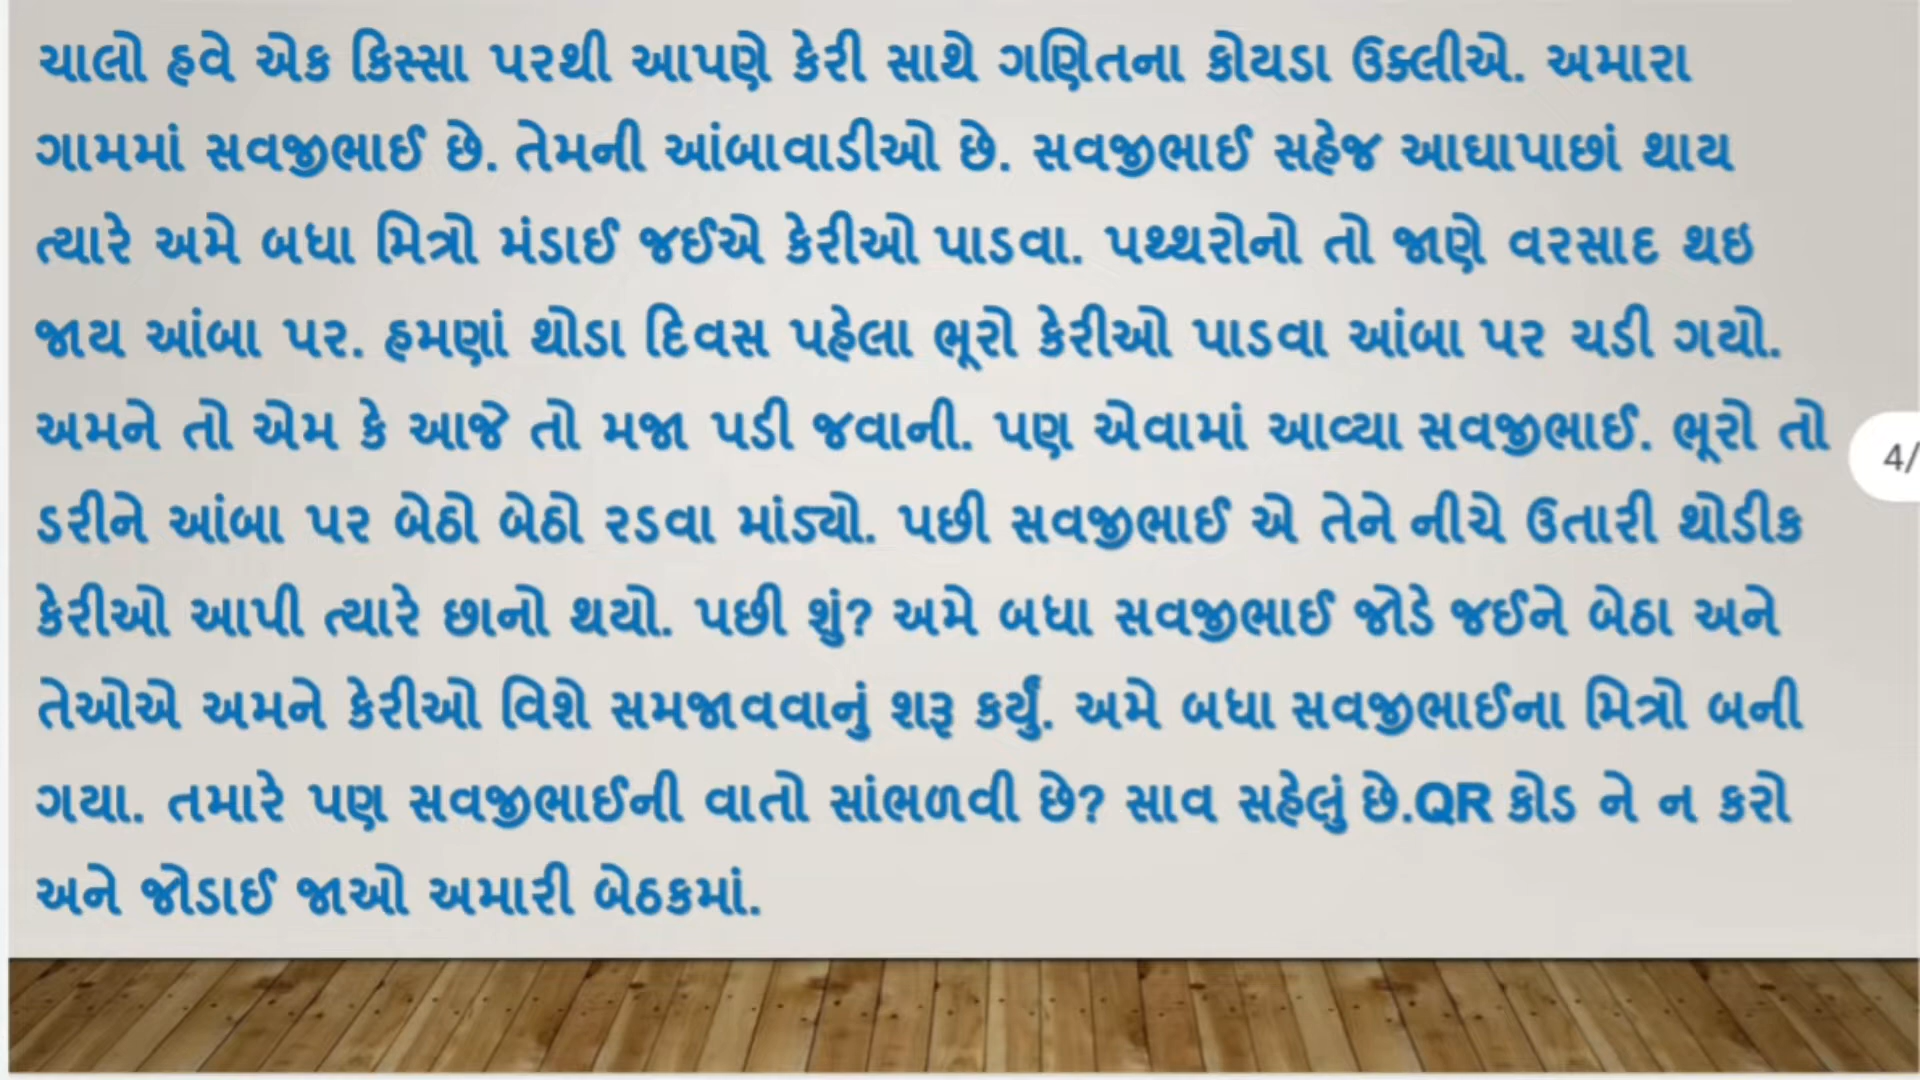 ચાલો હવે એક કિસ્સા પરથી આપણે કેરી સાથે ગણિતના કોયડા ઉક્લીએ. અમારા
ગામમાં સવજીભાઈ છે. તેમની આંબાવાડીઓ છે. સવજીભાઈ સહેજ આઘાપાછાં થાય
ત્યારે અમે બધા મિત્રો મંડાઈ જઈએ કેરીઓ પાડવા. પથ્થરોનો તો જાણે વરસાદ થઇ
જાય આંબા પર. હમણાં થોડા દિવસ પહેલા ભૂરો કેરીઓ પાડવા આંબા પર ચડી ગયો.
અમને તો એમ કે આજે તો મજા પડી જવાની. પણ એવામાં આવ્યા સવજીભાઈ. ભૂરો તો
ડરીને આંબા પર બેઠો બેઠો રડવા માંડ્યો. પછી સવજીભાઈ એ તેને નીચે ઉતારી થોડીક
કેરીઓ આપી ત્યારે છાનો થયો. પછી શું? અમે બધા સવજીભાઈ જોડે જઈને બેઠા અને
તેઓએ અમને કેરીઓ વિશે સમજાવવાનું શરૂ કર્યું. અમે બધા સવજીભાઈના મિત્રો બની
ગયા. તમારે પણ સવજીભાઈની વાતો સાંભળવી છે? સાવ સહેલું છે.QR કોડ ને ન કરો
અને જોડાઈ જાઓ અમારી બેઠકમાં.
4/